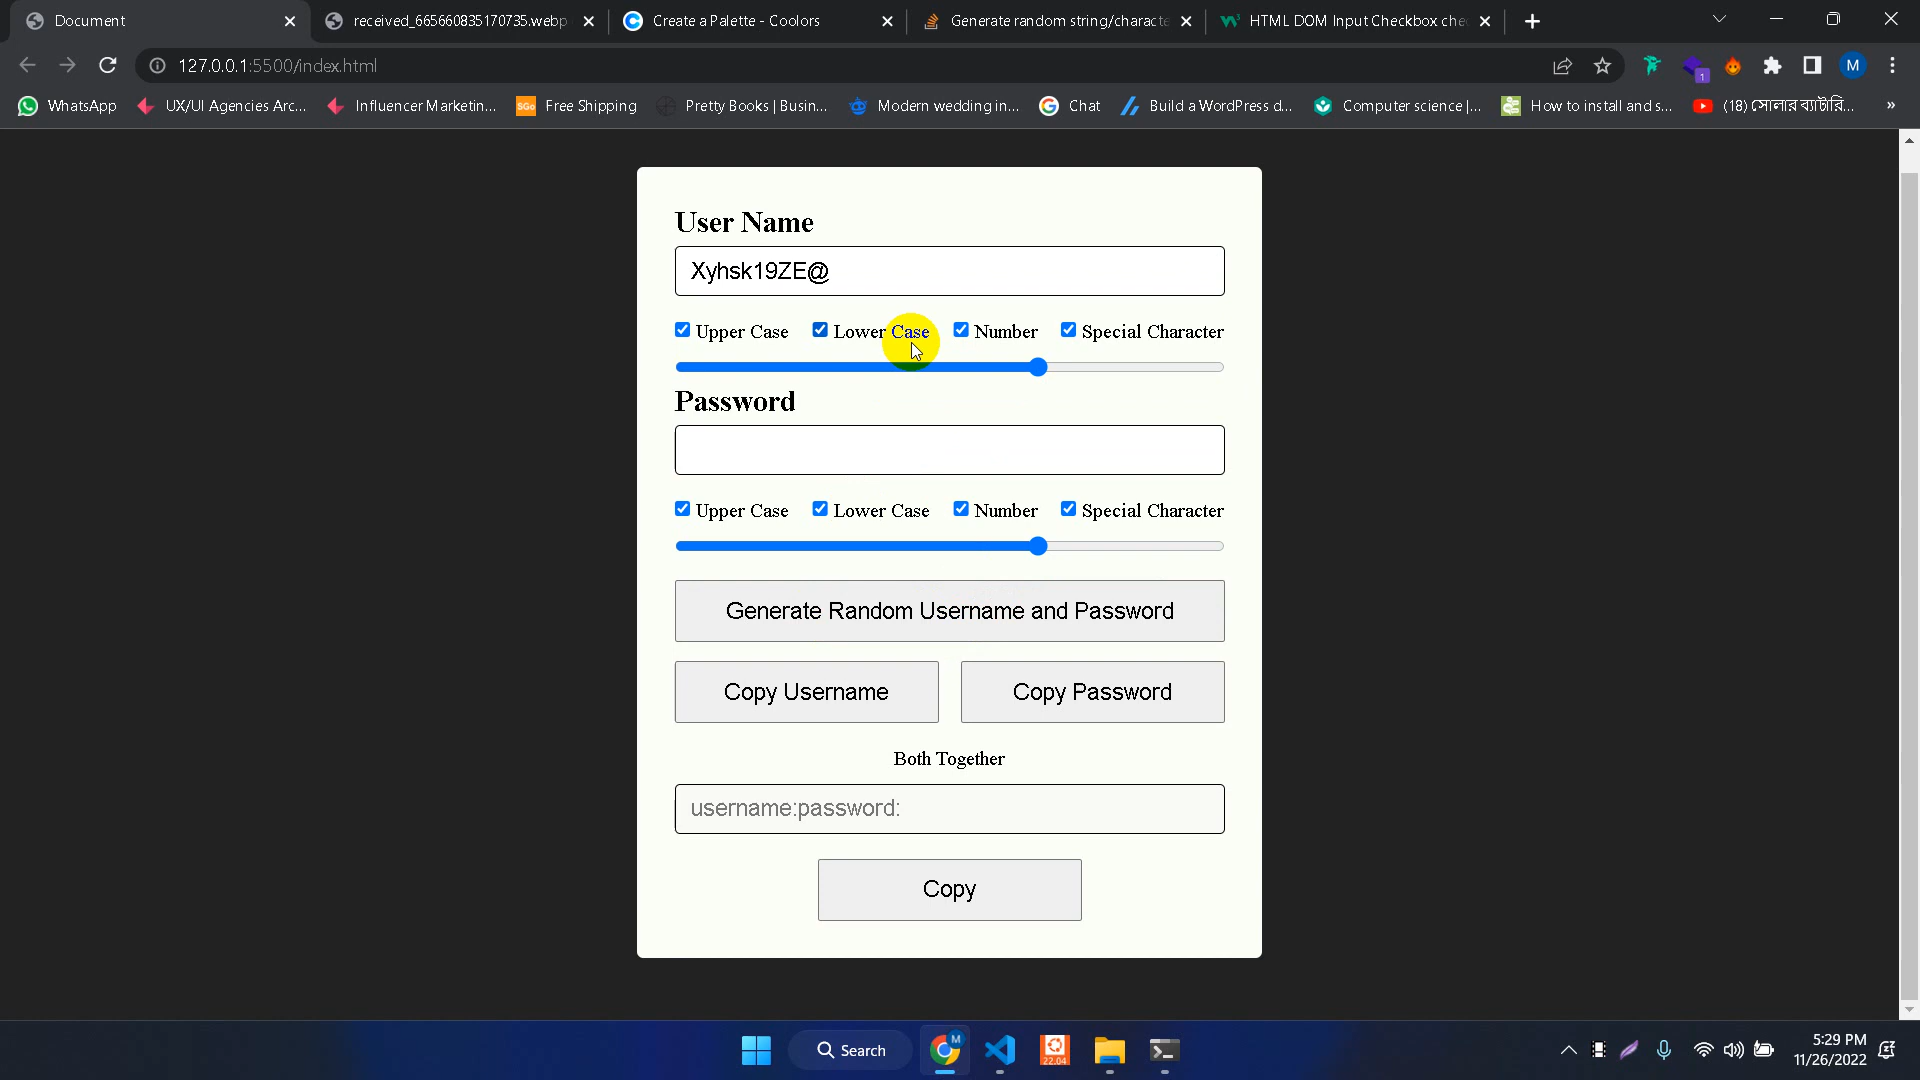 Document
received_665660835170735.webp
Create a Palette - Coolors
Generate random string/characte
HTML DOM Input Checkbox che
127.0.0.1:5500/index.html
1
M
WhatsApp
UX/UI Agencies Arc...
Influencer Marketin...
SGo
Free Shipping
Pretty Books | Busin...
Modern wedding in...
Chat
Build a WordPress d...
Computer science |...
How to install and s...
(18) সোলার ব্যাটারি...
»
User Name
Xyhsk19ZE@
Upper Case Lower Case Number Special Character
Password
Upper Case Lower Case Number Special Character
Generate Random Username and Password
Copy Username
Copy Password
Both Together
username:password:
Copy
Search
M
22.04
5:29 PM
11/26/2022